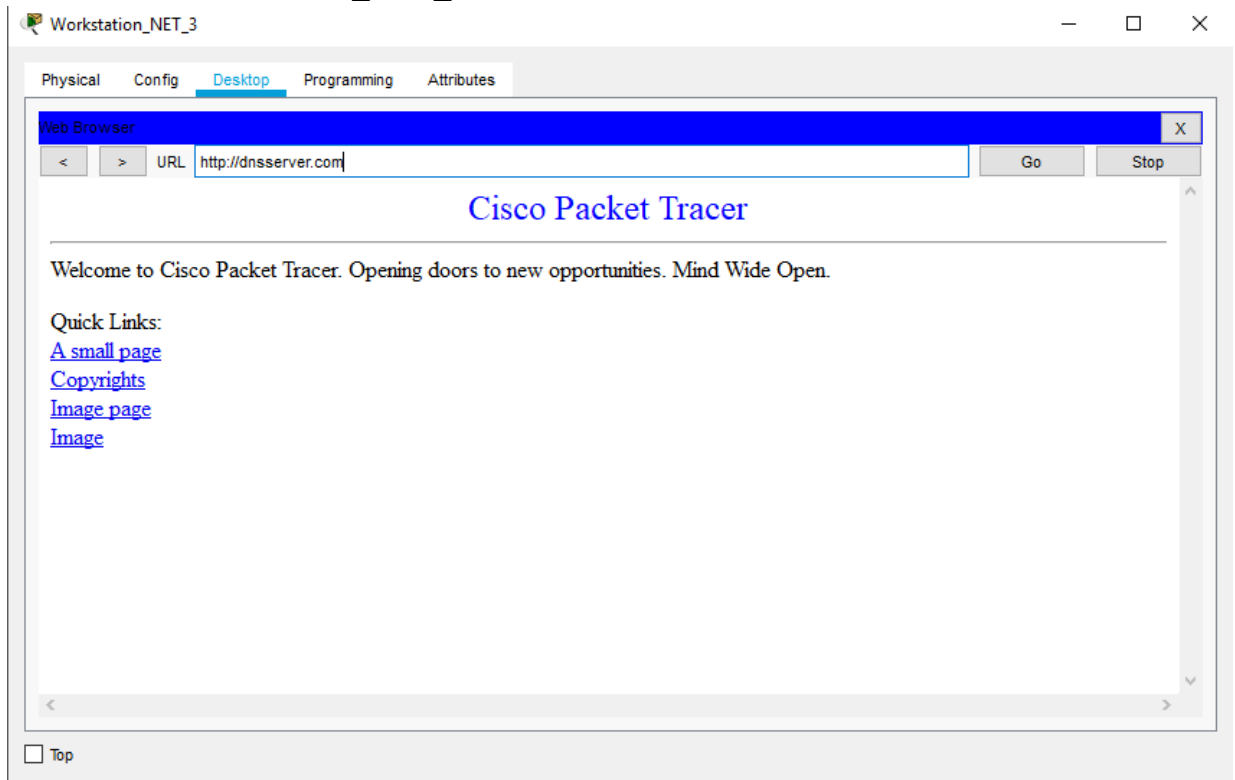 Workstation_NET_3
Physical Config Desktop Programming Attributes
Web Browser
X
< > URL http://dnsserver.com Go Stop
Cisco Packet Tracer
Welcome to Cisco Packet Tracer. Opening doors to new opportunities. Mind Wide Open.
Quick Links:
A small page
Copyrights
Image page
Image
Top